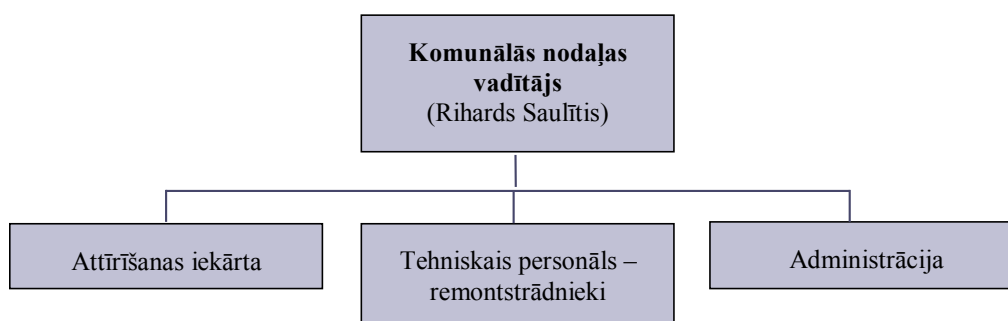 Komunālās nodaļas
vadītājs
(Rihards Saulītis)
Attīrīšanas iekārta
Tehniskais personāls –
remontstrādnieki
Administrācija